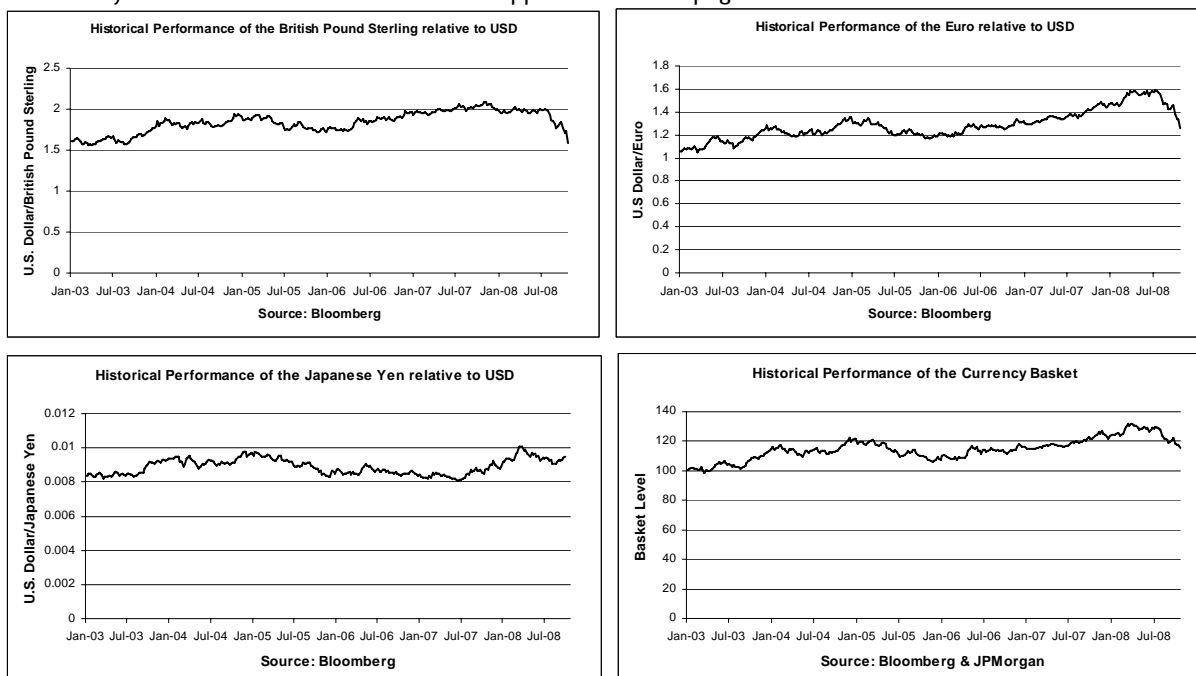 Historical Performance of the British Pound Sterling relative to USD
U.S. Dollar/British Pound Sterling
2.5
2
1.5
1
0.5
0
Jan-03 Jul-03 Jan-04 Jul-04 Jan-05 Jul-05 Jan-06 Jul-06 Jan-07 Jul-07 Jan-08 Jul-08
Source: Bloomberg
Historical Performance of the Euro relative to USD
U.S Dollar/Euro
1.8
1.6
1.4
1.2
1
0.8
0.6
0.4
0.2
0
Jan-03 Jul-03 Jan-04 Jul-04 Jan-05 Jul-05 Jan-06 Jul-06 Jan-07 Jul-07 Jan-08 Jul-08
Source: Bloomberg
Historical Performance of the Japanese Yen relative to USD
U.S. Dollar/Japanese Yen
0.012
0.01
0.008
0.006
0.004
0.002
0
Jan-03 Jul-03 Jan-04 Jul-04 Jan-05 Jul-05 Jan-06 Jul-06 Jan-07 Jul-07 Jan-08 Jul-08
Source: Bloomberg
Historical Performance of the Currency Basket
Basket Level
140
120
100
80
60
40
20
0
Jan-03 Jul-03 Jan-04 Jul-04 Jan-05 Jul-05 Jan-06 Jul-06 Jan-07 Jul-07 Jan-08 Jul-08
Source: Bloomberg & JPMorgan